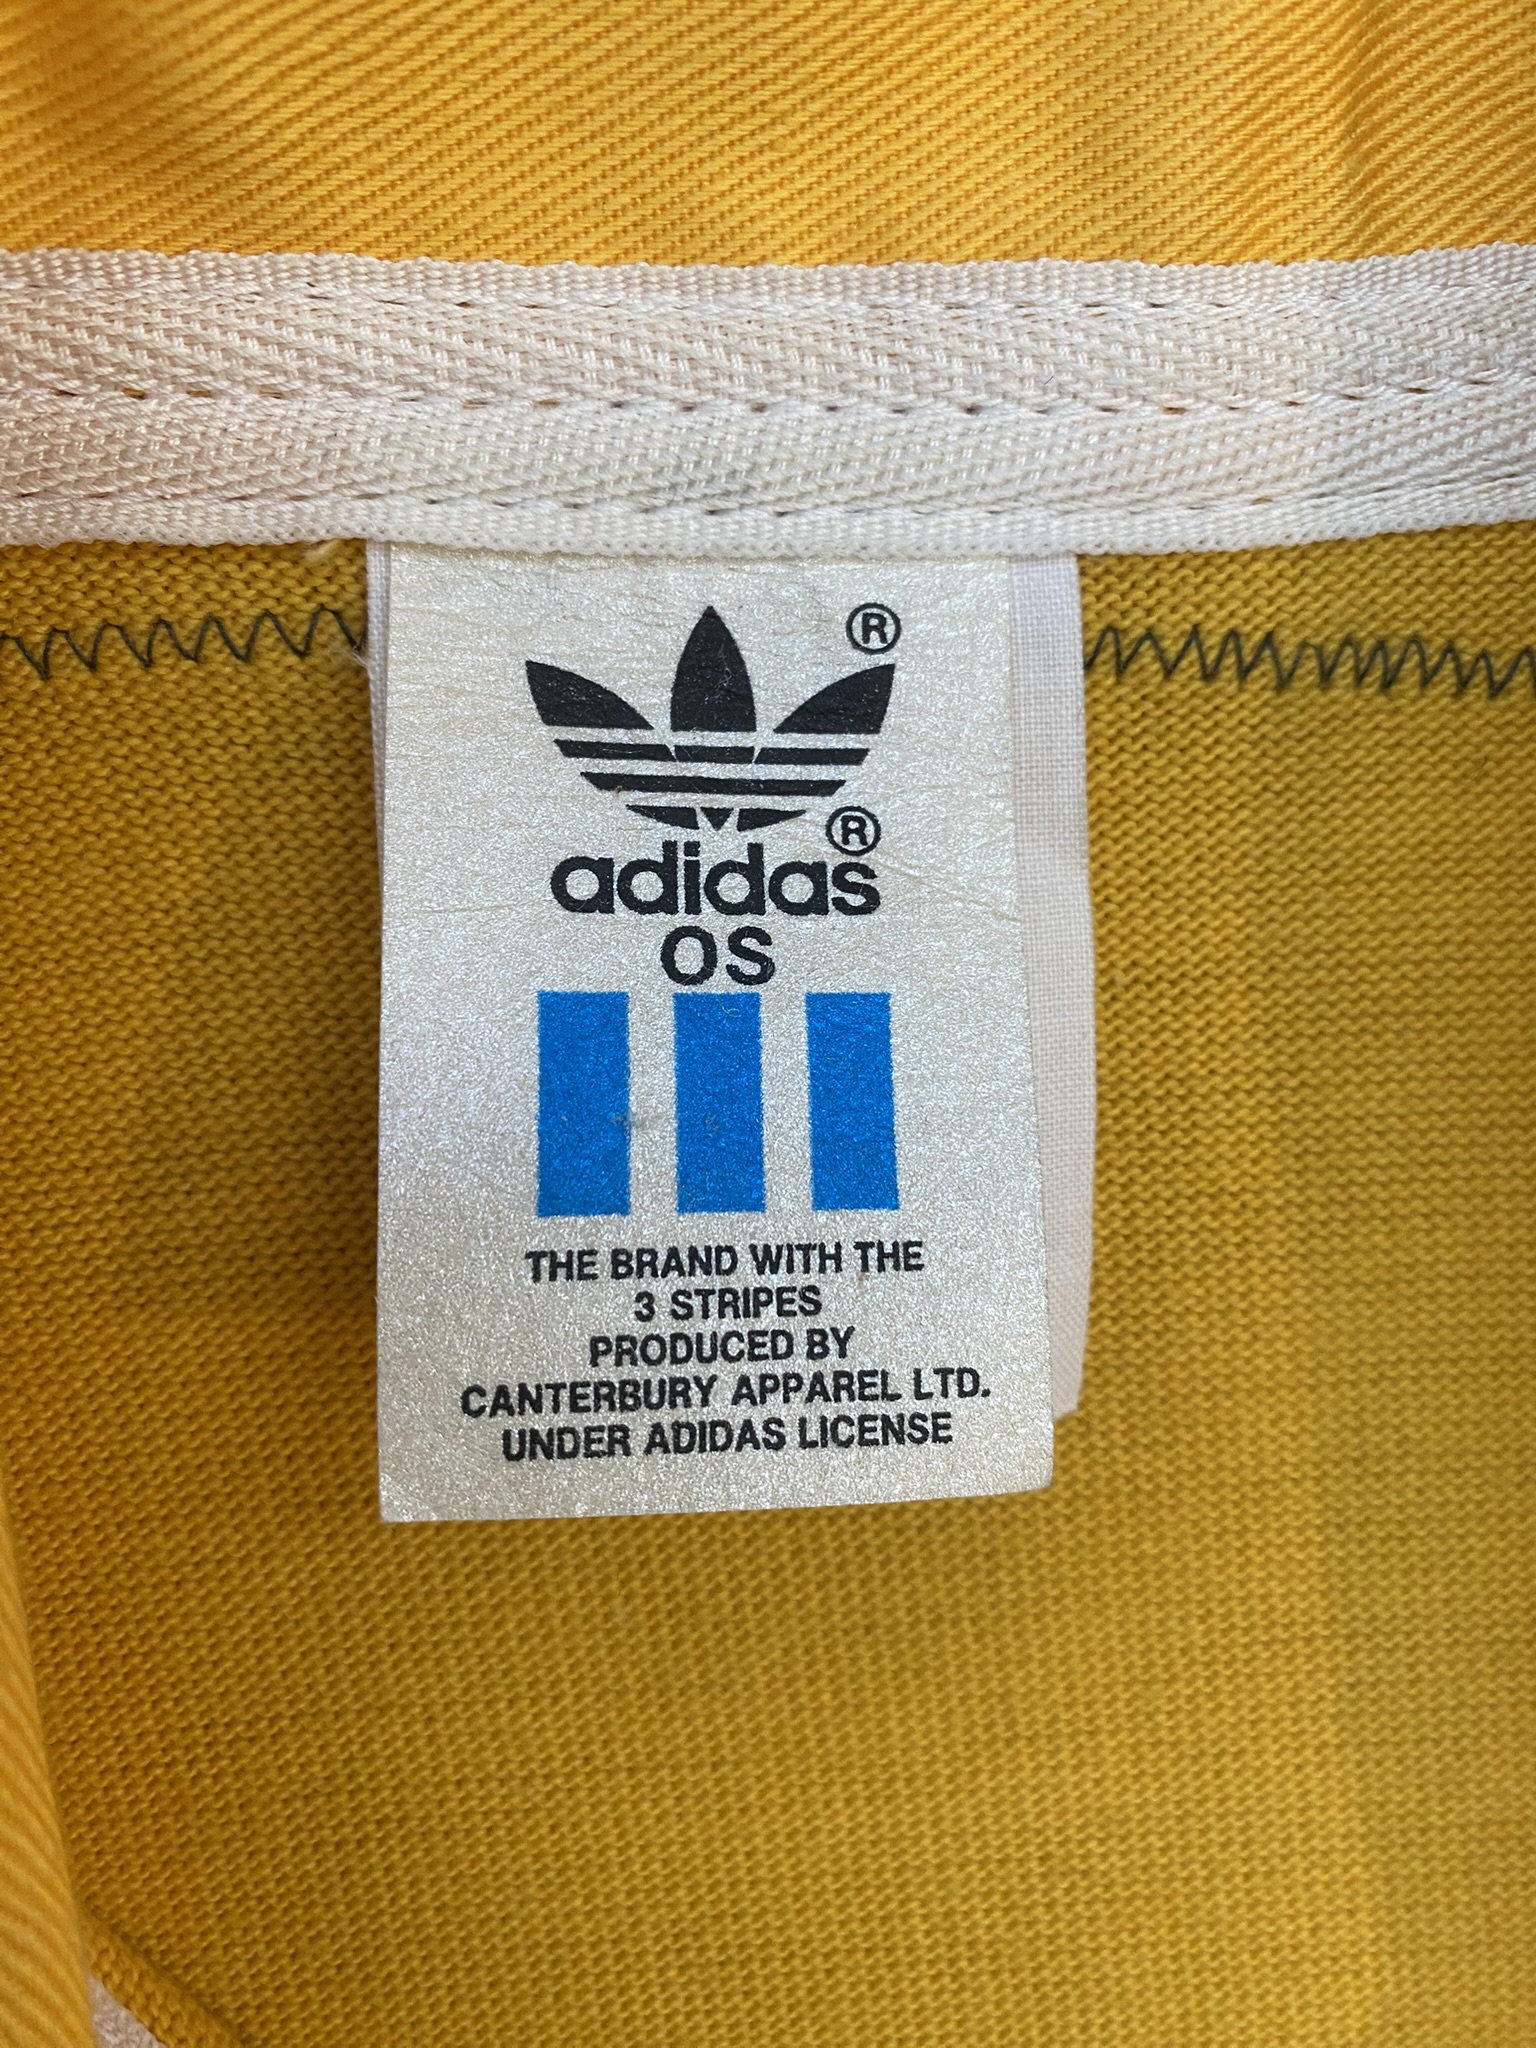 ®
®
adidas
OS
THE BRAND WITH THE
3 STRIPES
PRODUCED BY
CANTERBURY APPAREL LTD.
UNDER ADIDAS LICENSE